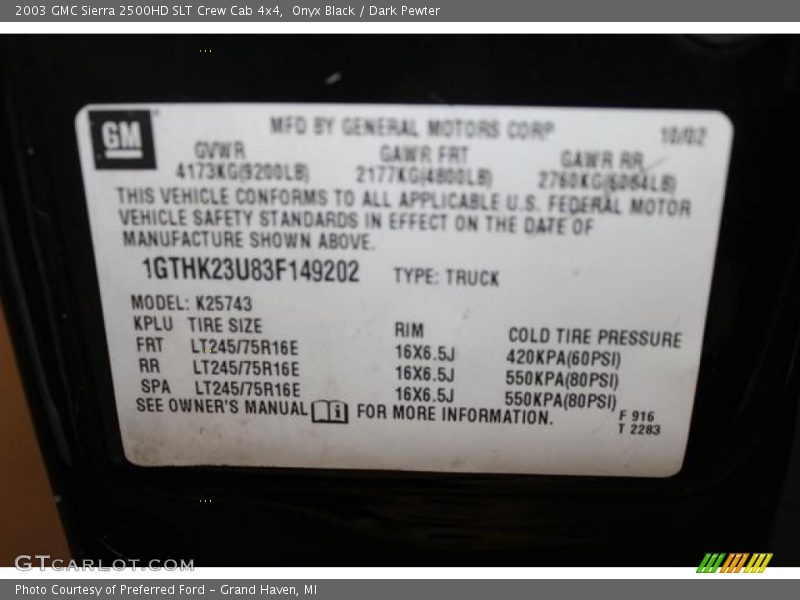 2003 GMC Sierra 2500HD SLT Crew Cab 4x4, Onyx Black / Dark Pewter
GM
MFD BY GENERAL MOTORS CORP 10/02
GVWR GAWR FRT GAWR RR
4173KG(9200LB) 2177KG(4800LB) 2760KG(6084LB)
THIS VEHICLE CONFORMS TO ALL APPLICABLE U.S. FEDERAL MOTOR
VEHICLE SAFETY STANDARDS IN EFFECT ON THE DATE OF
MANUFACTURE SHOWN ABOVE.
1GTHK23U83F149202 TYPE: TRUCK
MODEL: K25743
KPLU TIRE SIZE RIM COLD TIRE PRESSURE
FRT LT245/75R16E 16X6.5J 420KPA(60PSI)
RR LT245/75R16E 16X6.5J 550KPA(80PSI)
SPA LT245/75R16E 16X6.5J 550KPA(80PSI)
SEE OWNER'S MANUAL FOR MORE INFORMATION.
F 916
T 2283
GTCARLOT.COM
Photo Courtesy of Preferred Ford - Grand Haven, MI